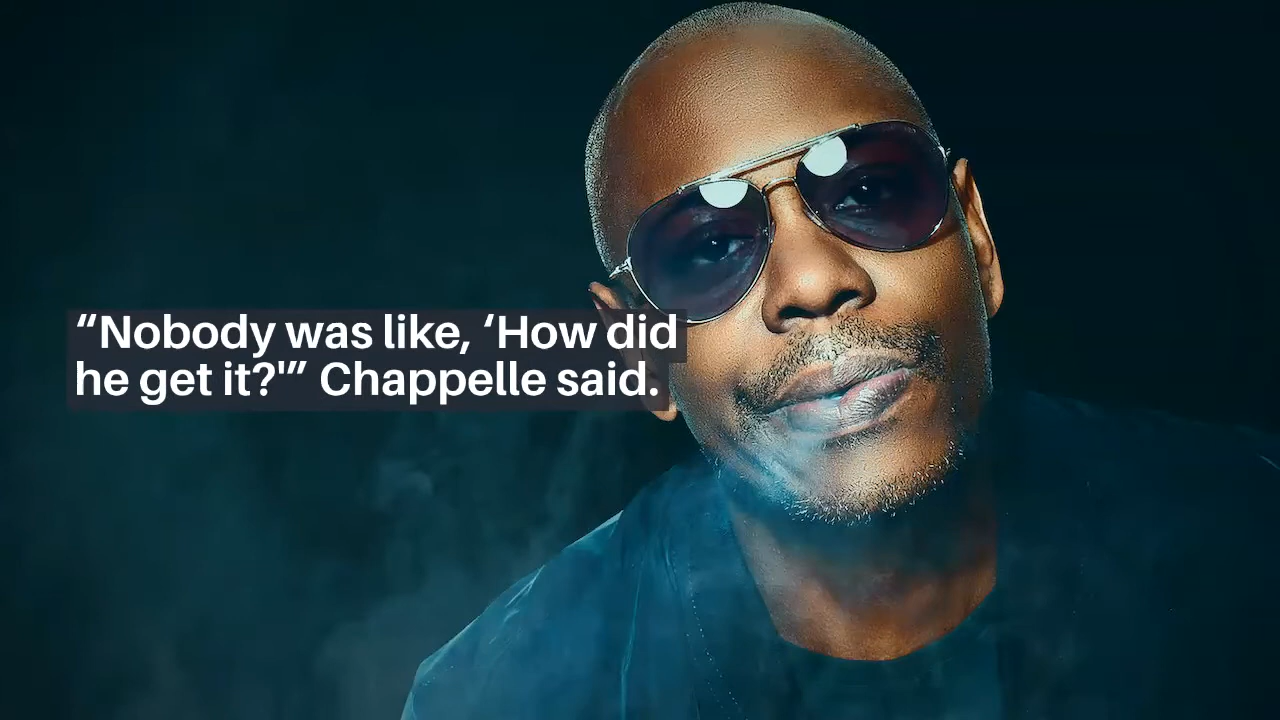 “Nobody was like, ‘How did
he get it?'” Chappelle said.